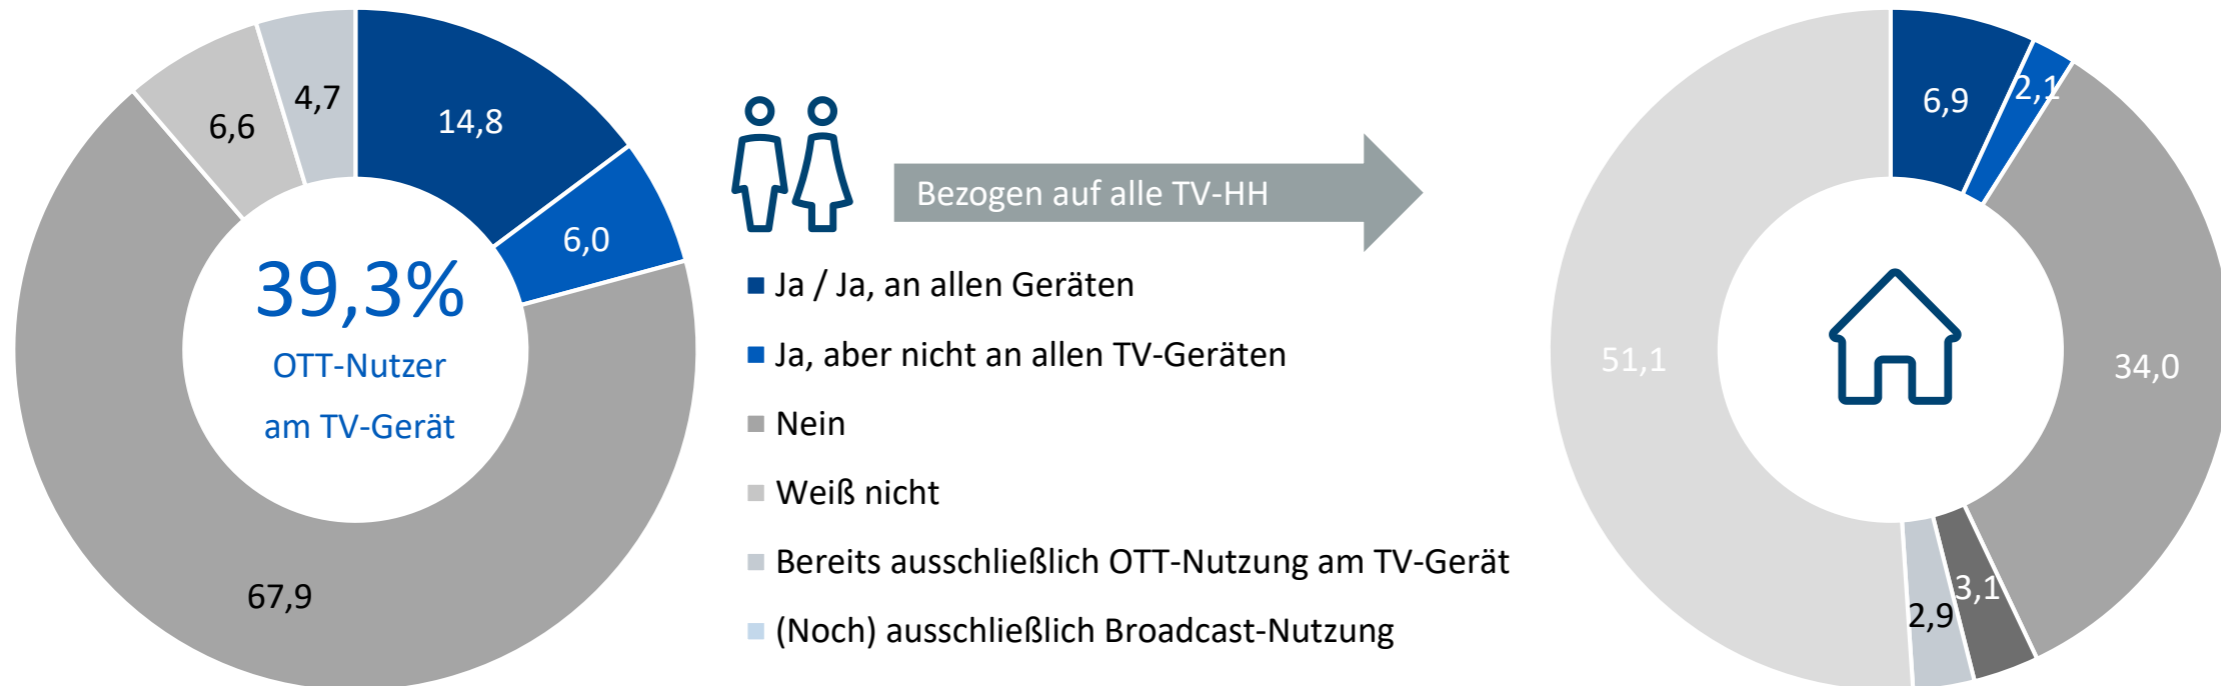 14,8
6,0
67,9
6,6
4,7
39,3%
OTT-Nutzer
am TV-Gerät
Bezogen auf alle TV-HH
Ja / Ja, an allen Geräten
Ja, aber nicht an allen TV-Geräten
Nein
Weiß nicht
Bereits ausschließlich OTT-Nutzung am TV-Gerät
(Noch) ausschließlich Broadcast-Nutzung
6,9
2,1
34,0
3,1
2,9
51,1